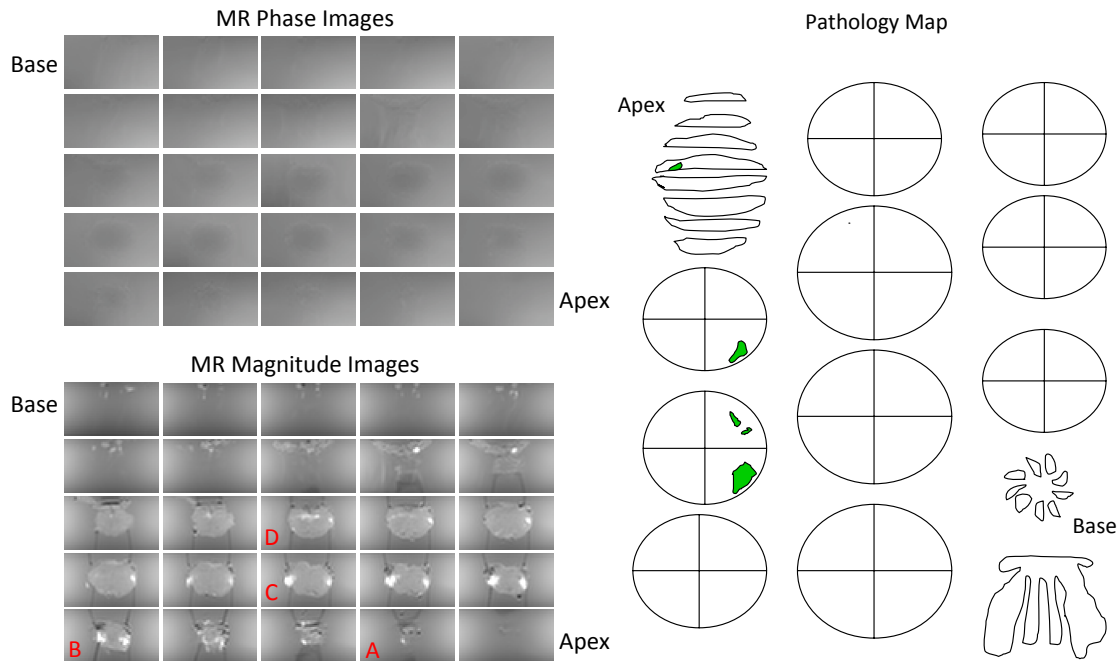 MR Phase Images
Base
Apex
MR Magnitude Images
Base
D
C
B
A
Apex
Pathology Map
Apex
Base